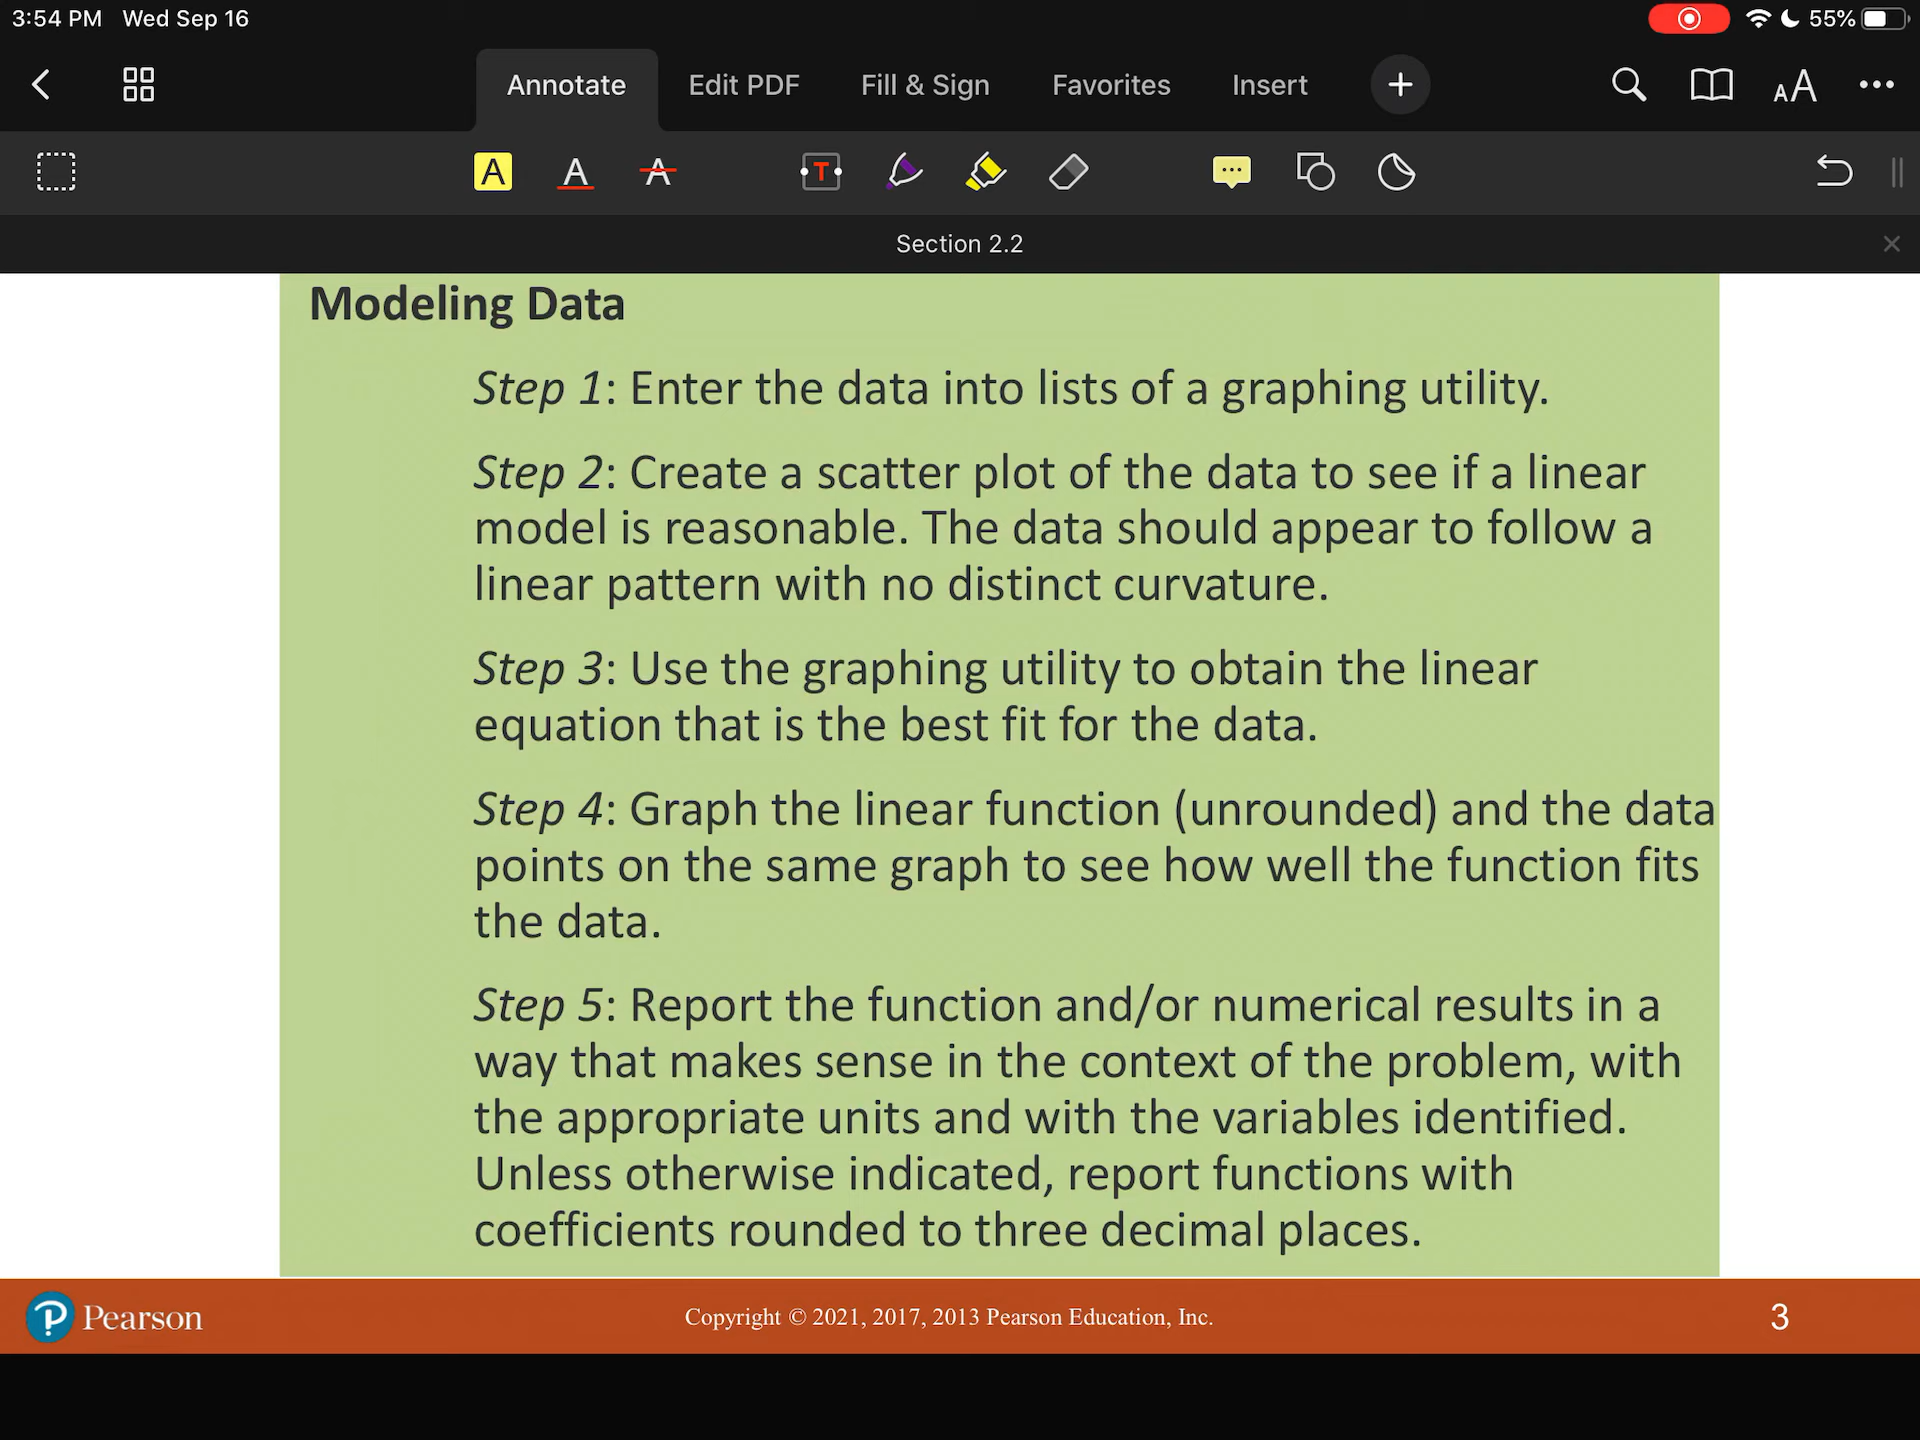 3:54 PM Wed Sep 16
55%
Annotate Edit PDF Fill & Sign Favorites Insert
AA
A A A T
Section 2.2
Modeling Data
Step 1: Enter the data into lists of a graphing utility.
Step 2: Create a scatter plot of the data to see if a linear
model is reasonable. The data should appear to follow a
linear pattern with no distinct curvature.
Step 3: Use the graphing utility to obtain the linear
equation that is the best fit for the data.
Step 4: Graph the linear function (unrounded) and the data
points on the same graph to see how well the function fits
the data.
Step 5: Report the function and/or numerical results in a
way that makes sense in the context of the problem, with
the appropriate units and with the variables identified.
Unless otherwise indicated, report functions with
coefficients rounded to three decimal places.
P Pearson
Copyright © 2021, 2017, 2013 Pearson Education, Inc.
3